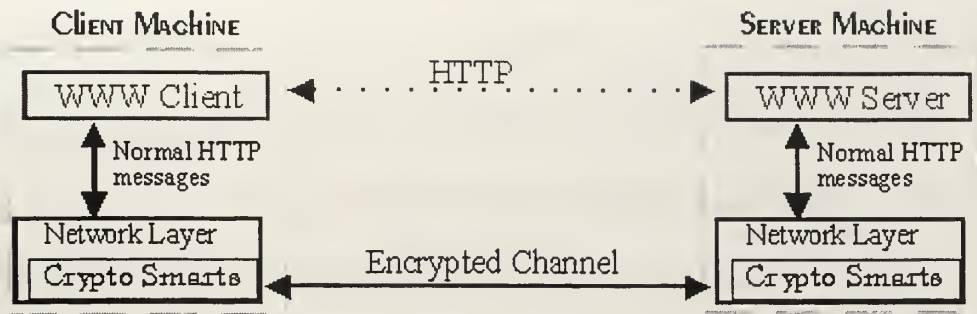 CLIENT MACHINE
SERVER MACHINE
WWW Client
HTTP
WWW Server
Normal HTTP
messages
Normal HTTP
messages
Network Layer
Crypto Smarts
Encrypted Channel
Network Layer
Crypto Smarts